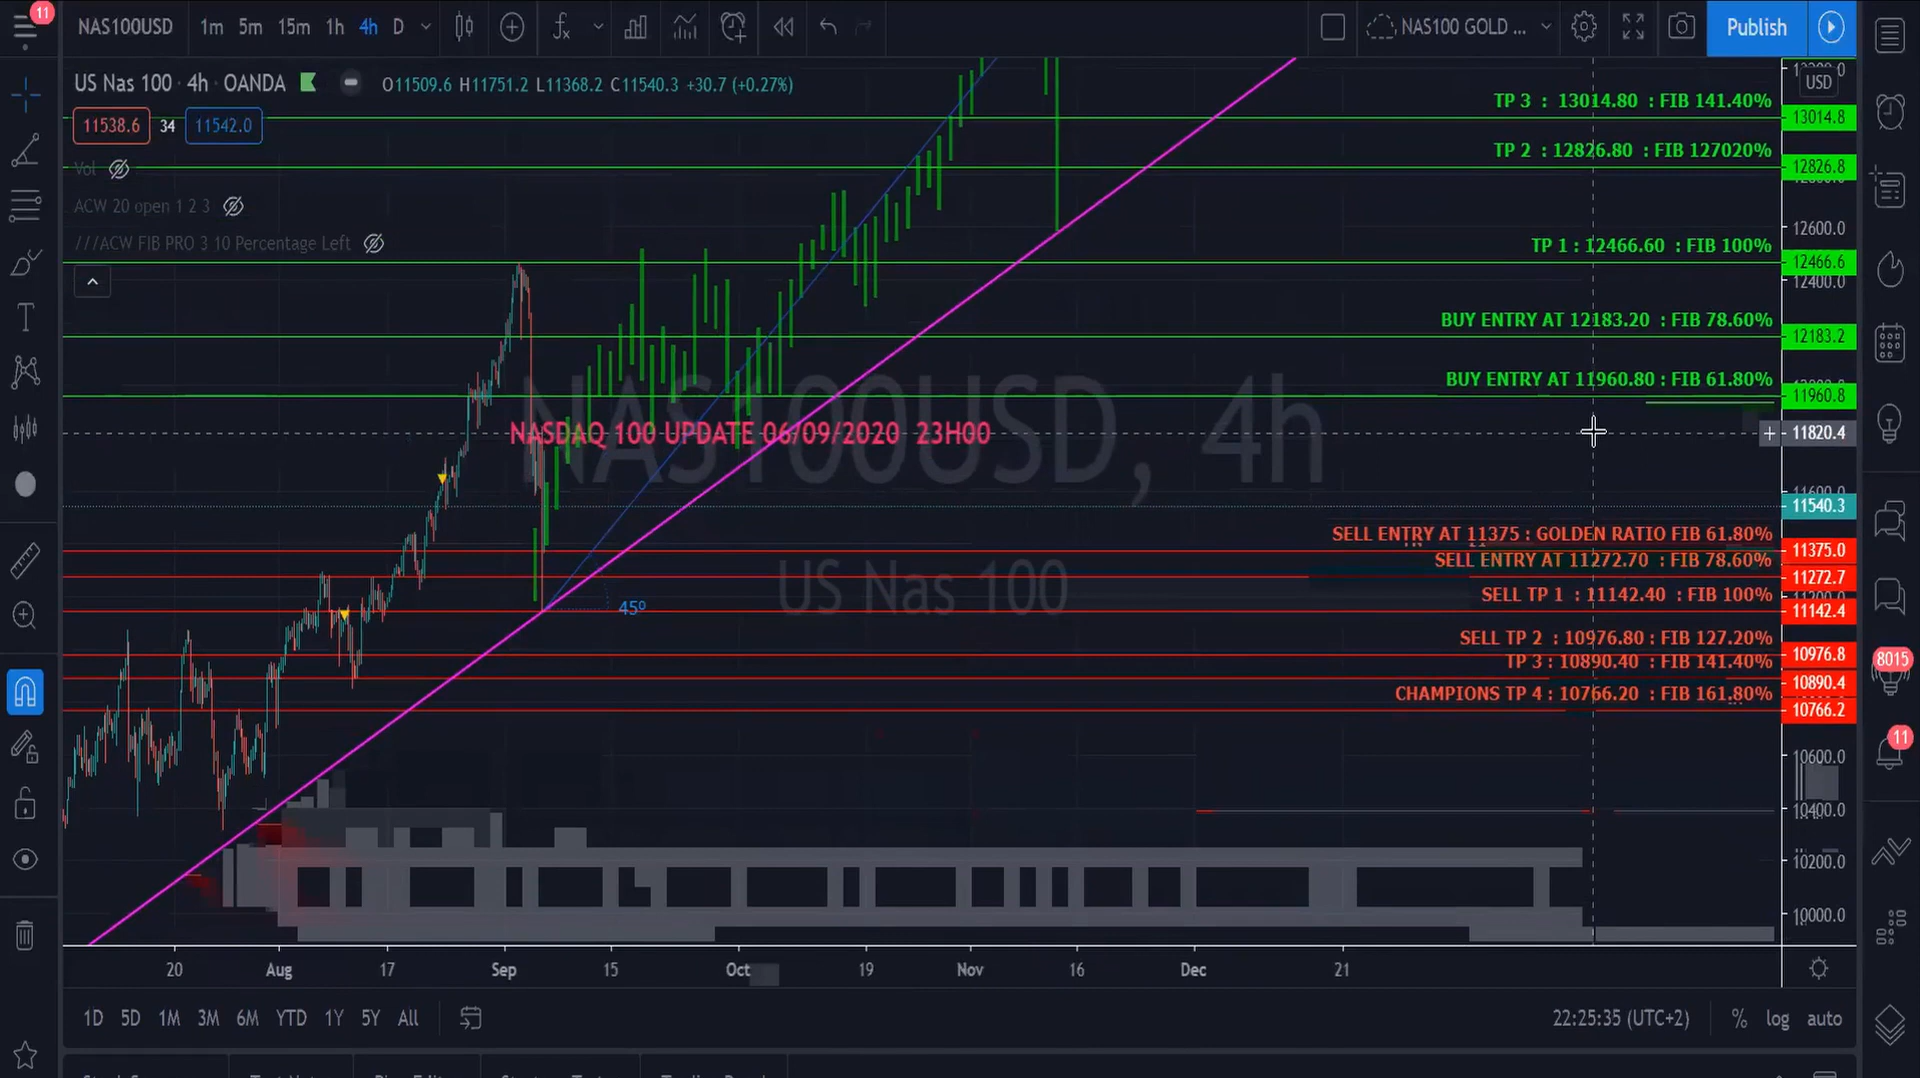 11
NAS100USD 1m 5m 15m 1h 4h D NAS100 GOLD ... Publish
US Nas 100 · 4h · OANDA O11509.6 H11751.2 L11368.2 C11540.3 +30.7 (+0.27%)
USD
11538.6 34 11542.0
Vol
ACW 20 open 1 2 3
///ACW FIB PRO 3 10 Percentage Left
TP 3 : 13014.80 : FIB 141.40%
13014.8
TP 2 : 12826.80 : FIB 127020%
12826.8
12600.0
TP 1 : 12466.60 : FIB 100%
12466.6
12400.0
BUY ENTRY AT 12183.20 : FIB 78.60%
12183.2
BUY ENTRY AT 11960.80 : FIB 61.80%
11960.8
NAS100USD, 4h
NASDAQ 100 UPDATE 06/09/2020 23H00
11820.4
11540.3
SELL ENTRY AT 11375 : GOLDEN RATIO FIB 61.80%
11375.0
SELL ENTRY AT 11272.70 : FIB 78.60%
11272.7
US Nas 100
SELL TP 1 : 11142.40 : FIB 100%
11142.4
45º
SELL TP 2 : 10976.80 : FIB 127.20%
10976.8
TP 3 : 10890.40 : FIB 141.40%
10890.4
CHAMPIONS TP 4 : 10766.20 : FIB 161.80%
10766.2
8015
11
10600.0
10400.0
10200.0
10000.0
20 Aug 17 Sep 15 Oct 19 Nov 16 Dec 21
1D 5D 1M 3M 6M YTD 1Y 5Y All 22:25:35 (UTC+2) % log auto